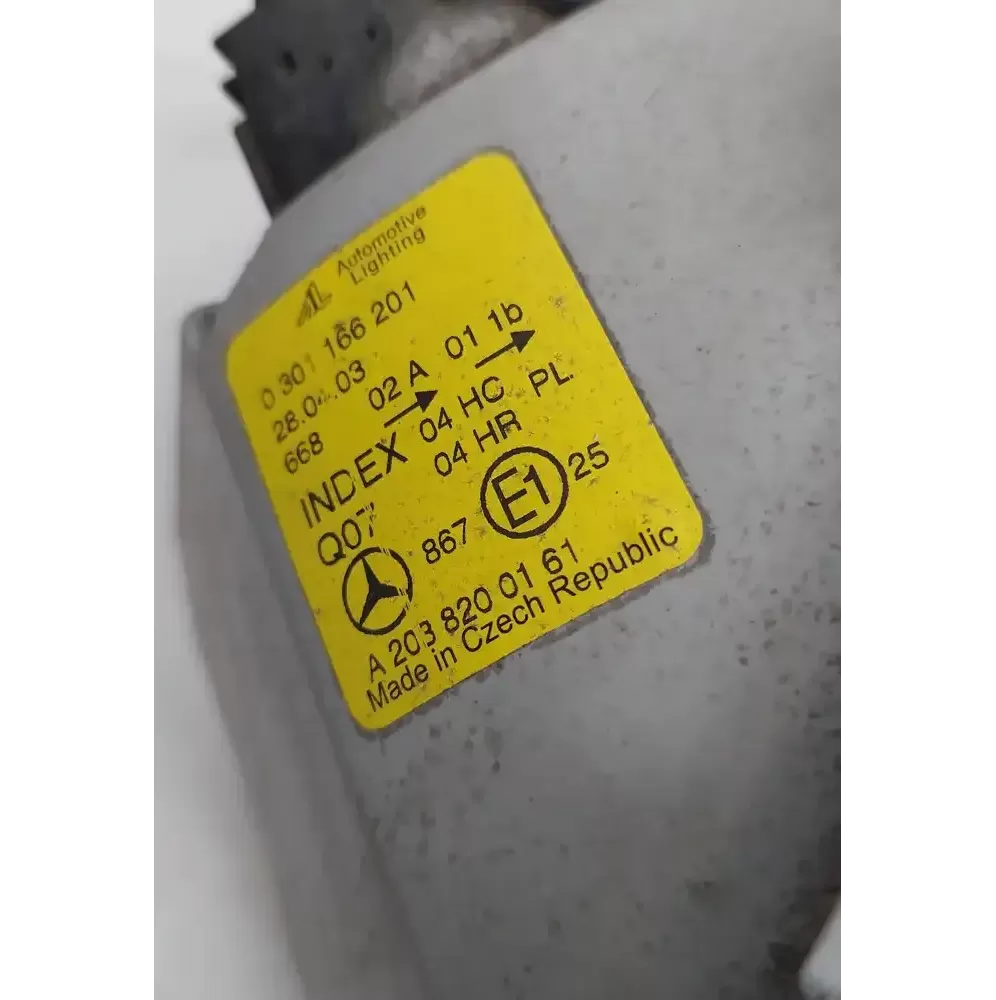 Automotive
Lighting
0 301 166 201
03
668
02 A
01 1b
INDEX
04 HC
PL.
04 HR
Q07
867
E1
25
A 203 820 01 61
Made in Czech Republic